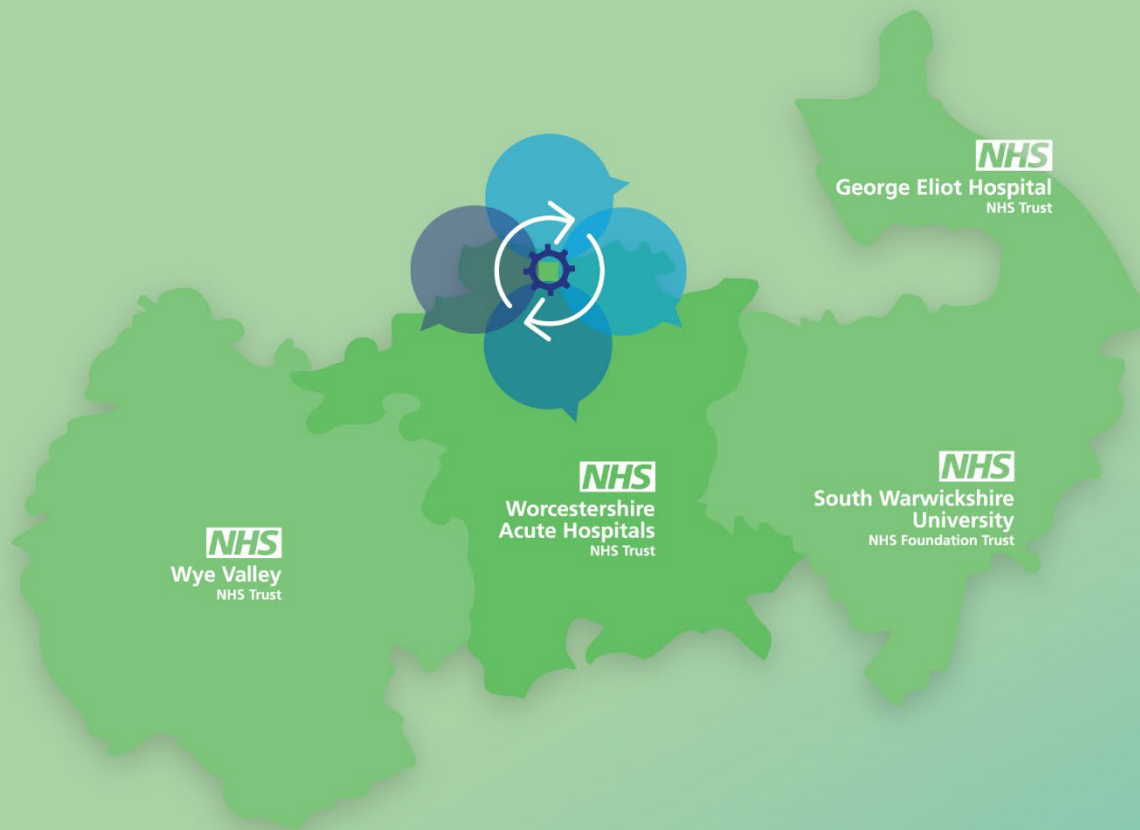 NHS
George Eliot Hospital
NHS Trust
NHS
Worcestershire
Acute Hospitals
NHS Trust
NHS
South Warwickshire
University
NHS Foundation Trust
NHS
Wye Valley
NHS Trust